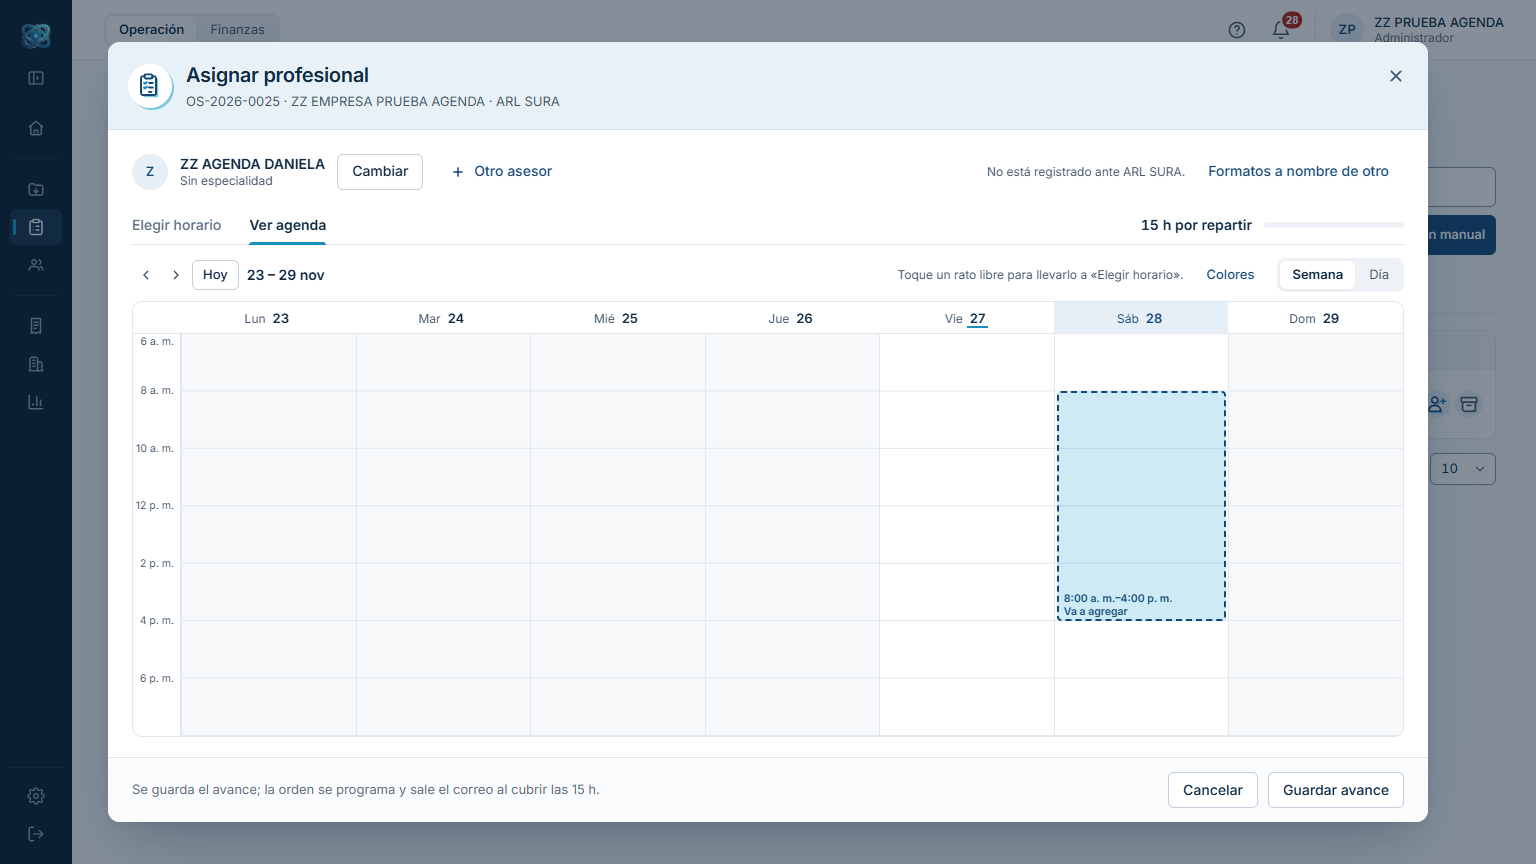 Operación
Finanzas
28
ZP
ZZ PRUEBA AGENDA
Administrador
Asignar profesional
OS-2026-0025 · ZZ EMPRESA PRUEBA AGENDA · ARL SURA
Z
ZZ AGENDA DANIELA
Sin especialidad
Cambiar
+ Otro asesor
No está registrado ante ARL SURA.
Formatos a nombre de otro
n manual
Elegir horario
Ver agenda
15 h por repartir
Hoy
23 – 29 nov
Toque un rato libre para llevarlo a «Elegir horario».
Colores
Semana
Día
Lun 23
Mar 24
Mié 25
Jue 26
Vie 27
Sáb 28
Dom 29
6 a. m.
8 a. m.
10 a. m.
12 p. m.
2 p. m.
4 p. m.
6 p. m.
8:00 a. m.–4:00 p. m.
Va a agregar
10
Se guarda el avance; la orden se programa y sale el correo al cubrir las 15 h.
Cancelar
Guardar avance